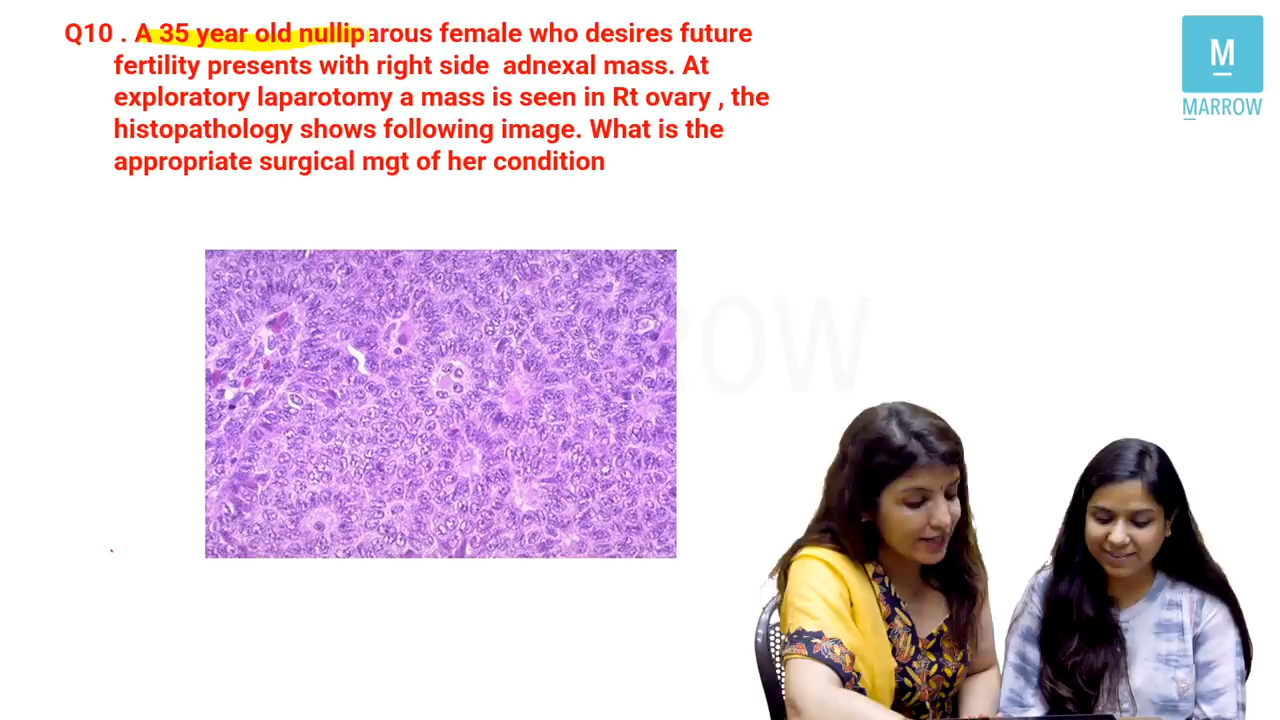 Q10 . A 35 year old nulliparous female who desires future
fertility presents with right side adnexal mass. At
exploratory laparotomy a mass is seen in Rt ovary , the
histopathology shows following image. What is the
appropriate surgical mgt of her condition
M
MARROW
ROW